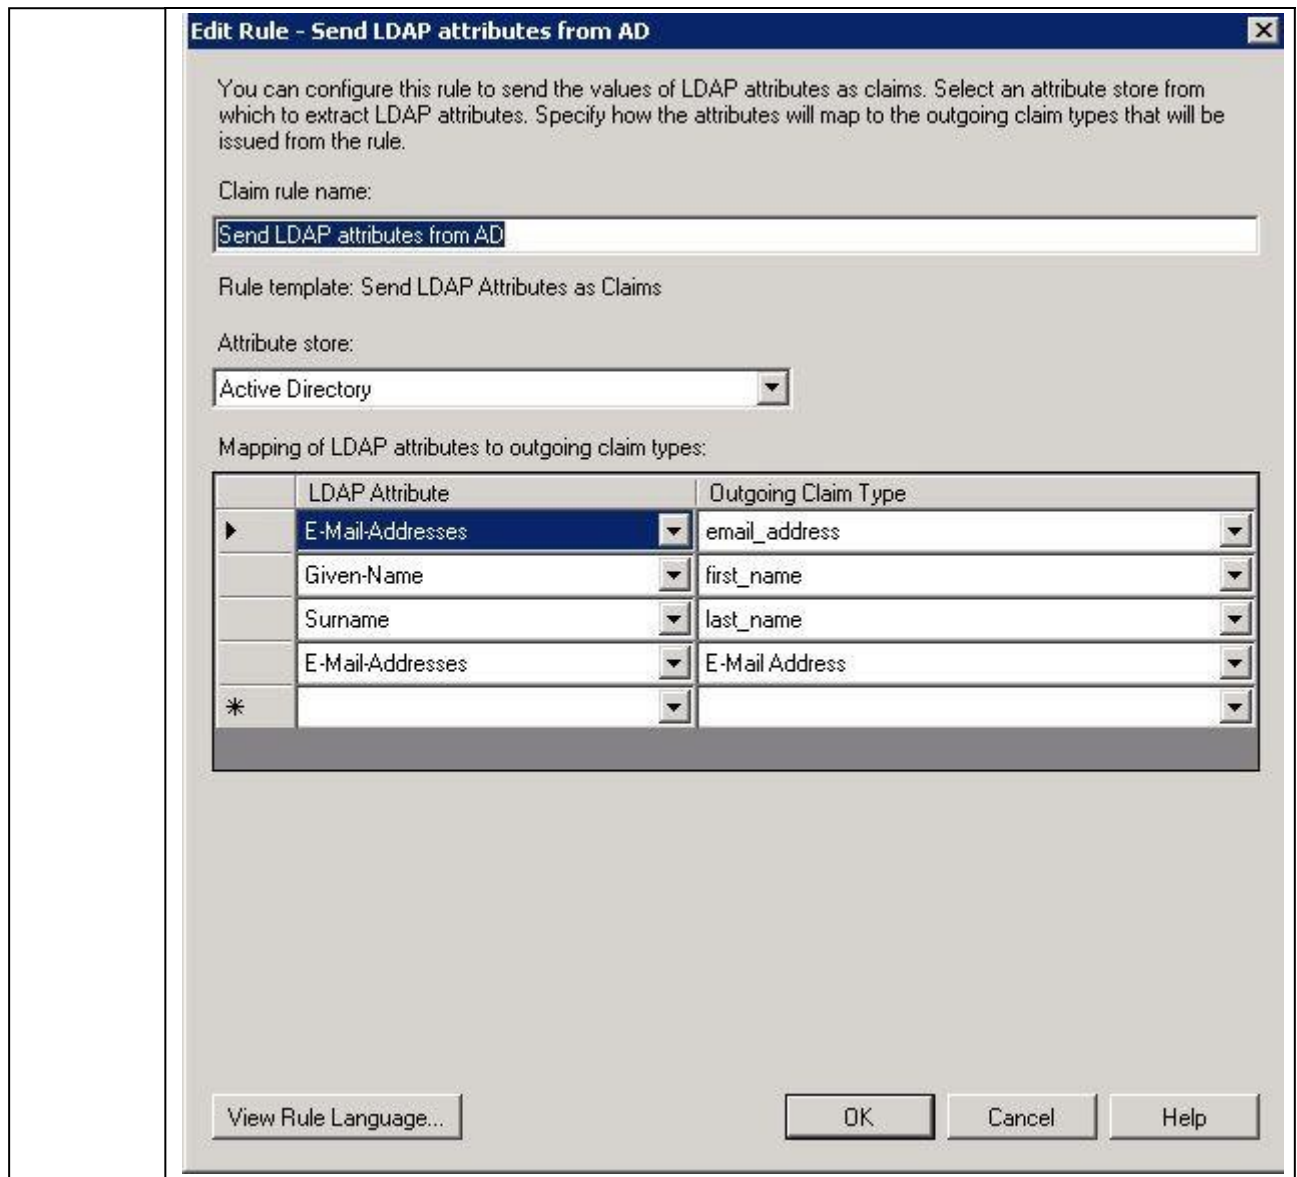 Edit Rule - Send LDAP attributes from AD
You can configure this rule to send the values of LDAP attributes as claims. Select an attribute store from
which to extract LDAP attributes. Specify how the attributes will map to the outgoing claim types that will be
issued from the rule.
Claim rule name:
Send LDAP attributes from AD
Rule template: Send LDAP Attributes as Claims
Attribute store:
Active Directory
Mapping of LDAP attributes to outgoing claim types:
LDAP Attribute Outgoing Claim Type
E-Mail-Addresses email_address
Given-Name first_name
Surname last_name
E-Mail-Addresses E-Mail Address
View Rule Language... OK Cancel Help